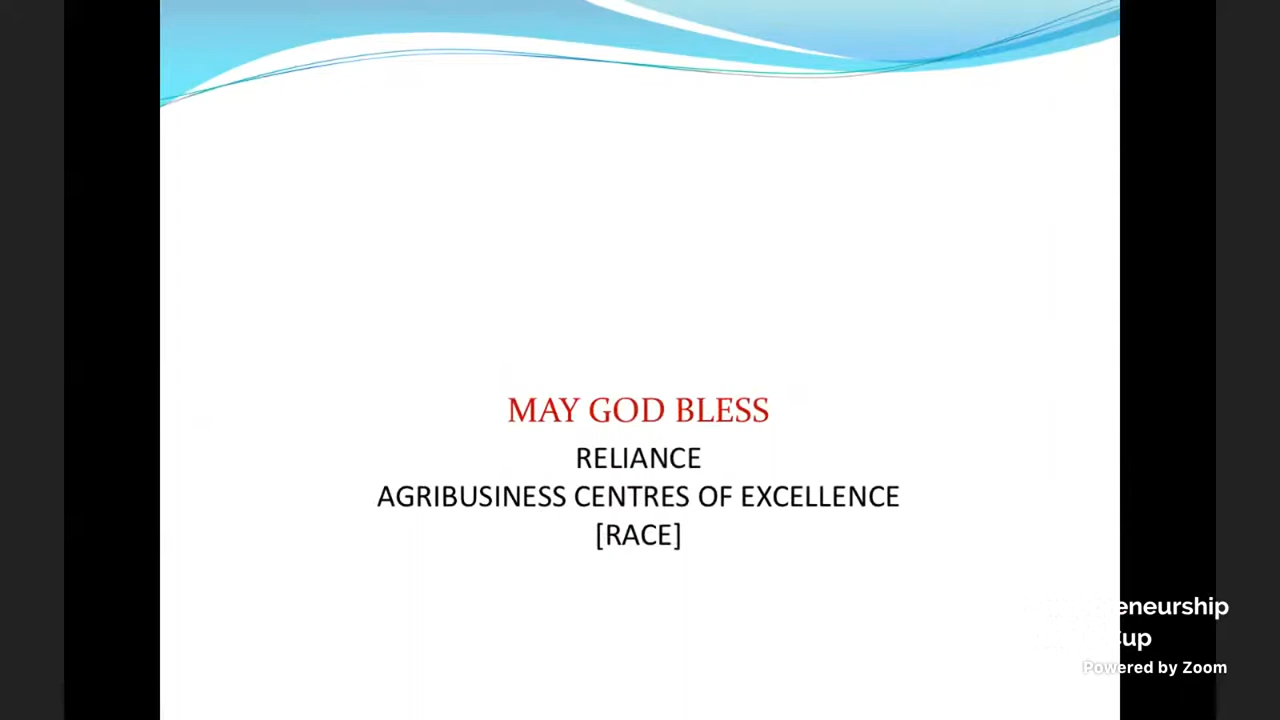 MAY GOD BLESS
RELIANCE
AGRIBUSINESS CENTRES OF EXCELLENCE
[RACE]
Powered by Zoom